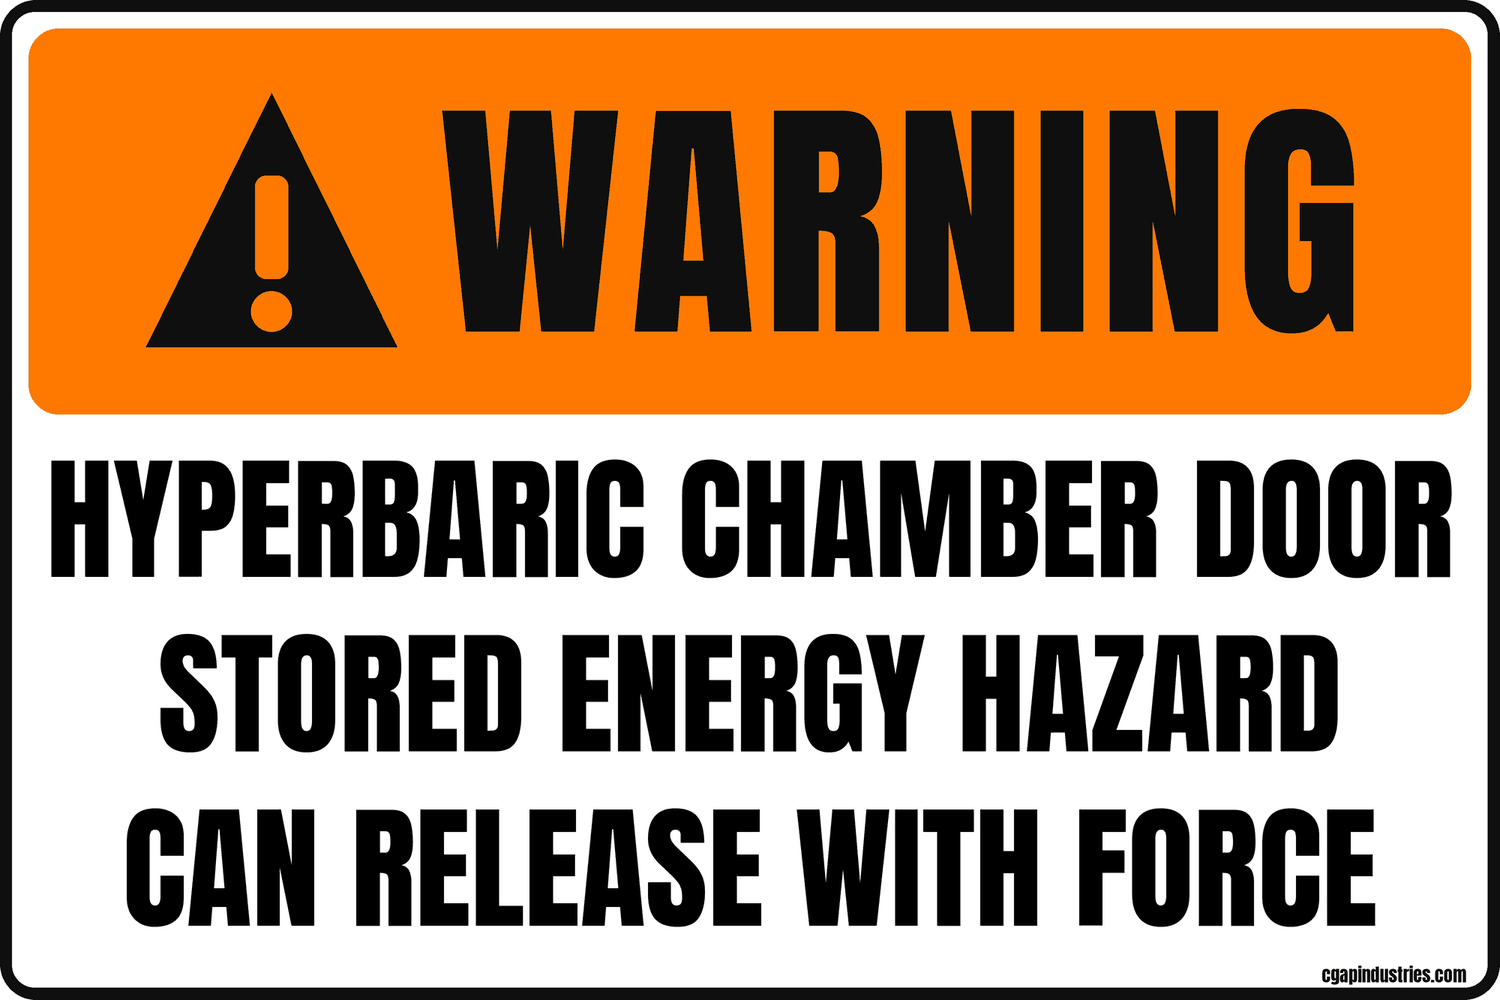 WARNING
HYPERBARIC CHAMBER DOOR
STORED ENERGY HAZARD
CAN RELEASE WITH FORCE
cgapindustries.com